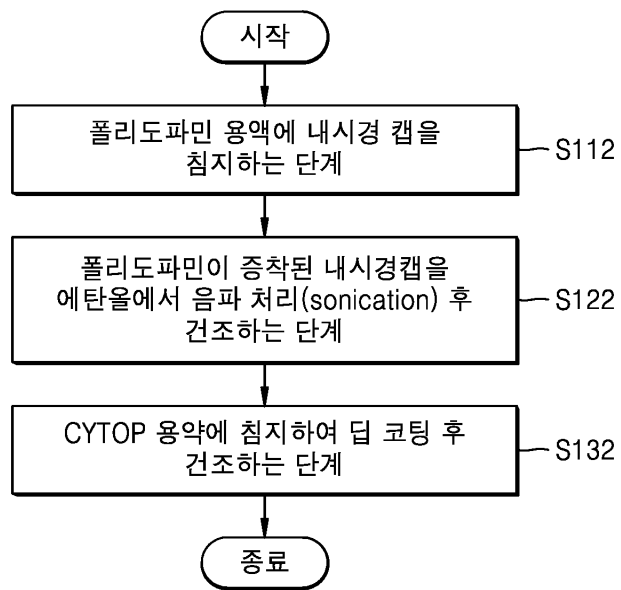 시작
폴리도파민 용액에 내시경 캡을
침지하는 단계
S112
폴리도파민이 증착된 내시경캡을
에탄올에서 음파 처리(sonication) 후
건조하는 단계
S122
CYTOP 용약에 침지하여 딥 코팅 후
건조하는 단계
S132
종료